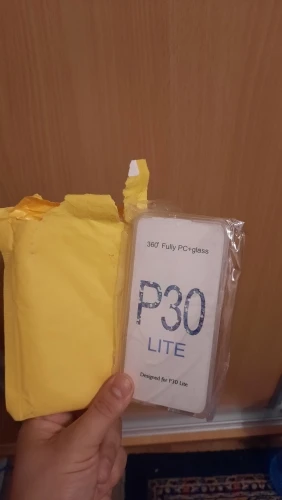 360° Fully PC+glass
P30
LITE
Designed for P30 Lite